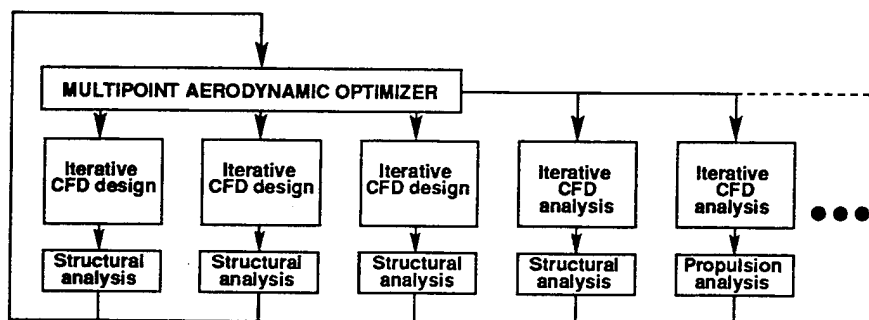 MULTIPOINT AERODYNAMIC OPTIMIZER
Iterative
CFD design
Iterative
CFD design
Iterative
CFD design
Iterative
CFD
analysis
Iterative
CFD
analysis
Structural
analysis
Structural
analysis
Structural
analysis
Structural
analysis
Propulsion
analysis